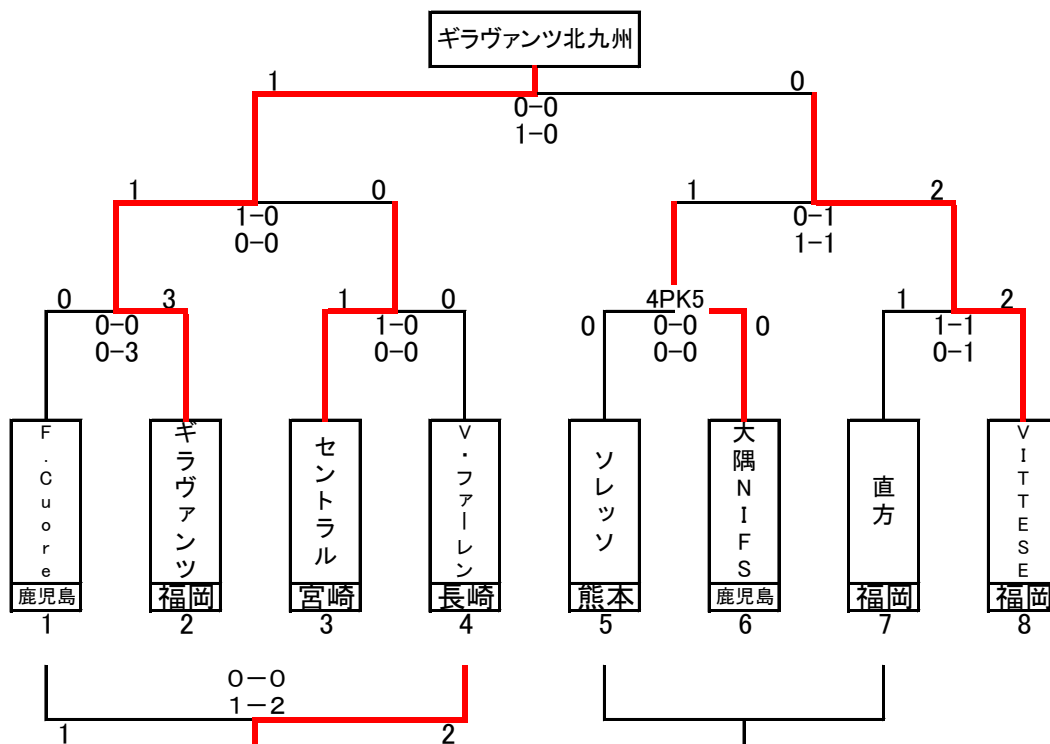 ギラヴァンツ北九州
1 0
0-0
1-0
1 0 1 2
1-0 0-1
0-0 1-1
0 3 1 0 4PK5 1 2
0-0 1-0 0 0-0 0 1-1
0-3 0-0 0-0 0-1
F.Cuore
ギラヴァンツ
セントラル
V・ファーレン
ソレッソ
大隅NIFS
直方
VITTESE
鹿児島 福岡 宮崎 長崎 熊本 鹿児島 福岡 福岡
1 2 3 4 5 6 7 8
0-0
1-2
1 2